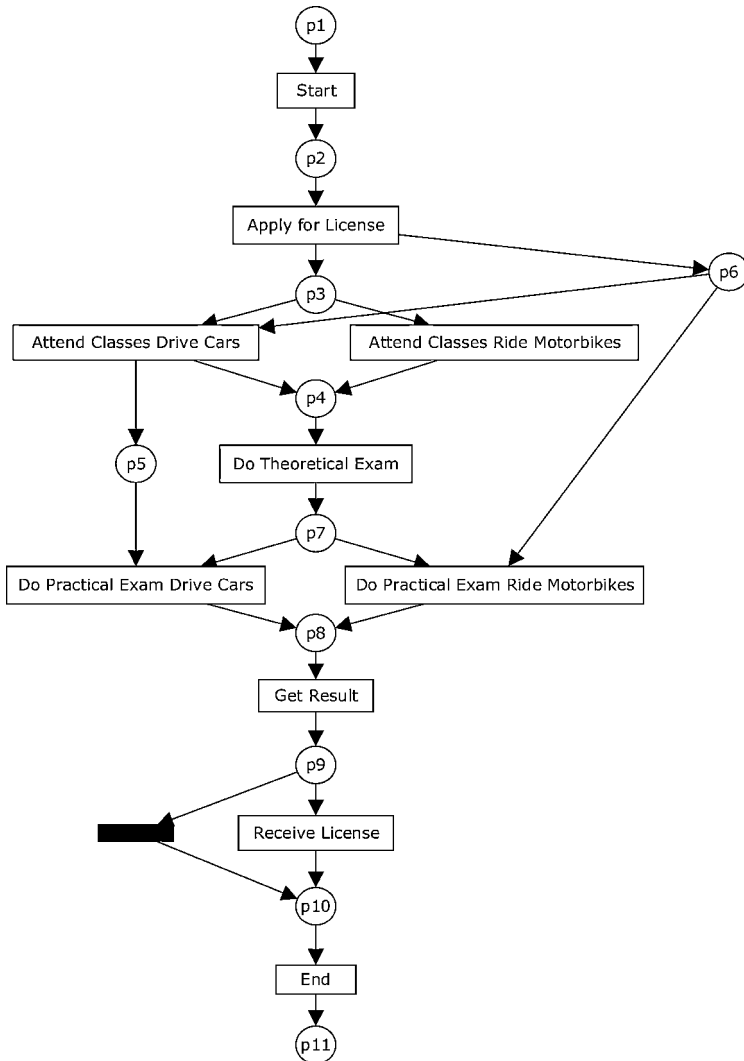 p1
Start
p2
Apply for License
p6
p3
Attend Classes Drive Cars
Attend Classes Ride Motorbikes
p4
p5
Do Theoretical Exam
p7
Do Practical Exam Drive Cars
Do Practical Exam Ride Motorbikes
p8
Get Result
p9
Receive License
p10
End
p11